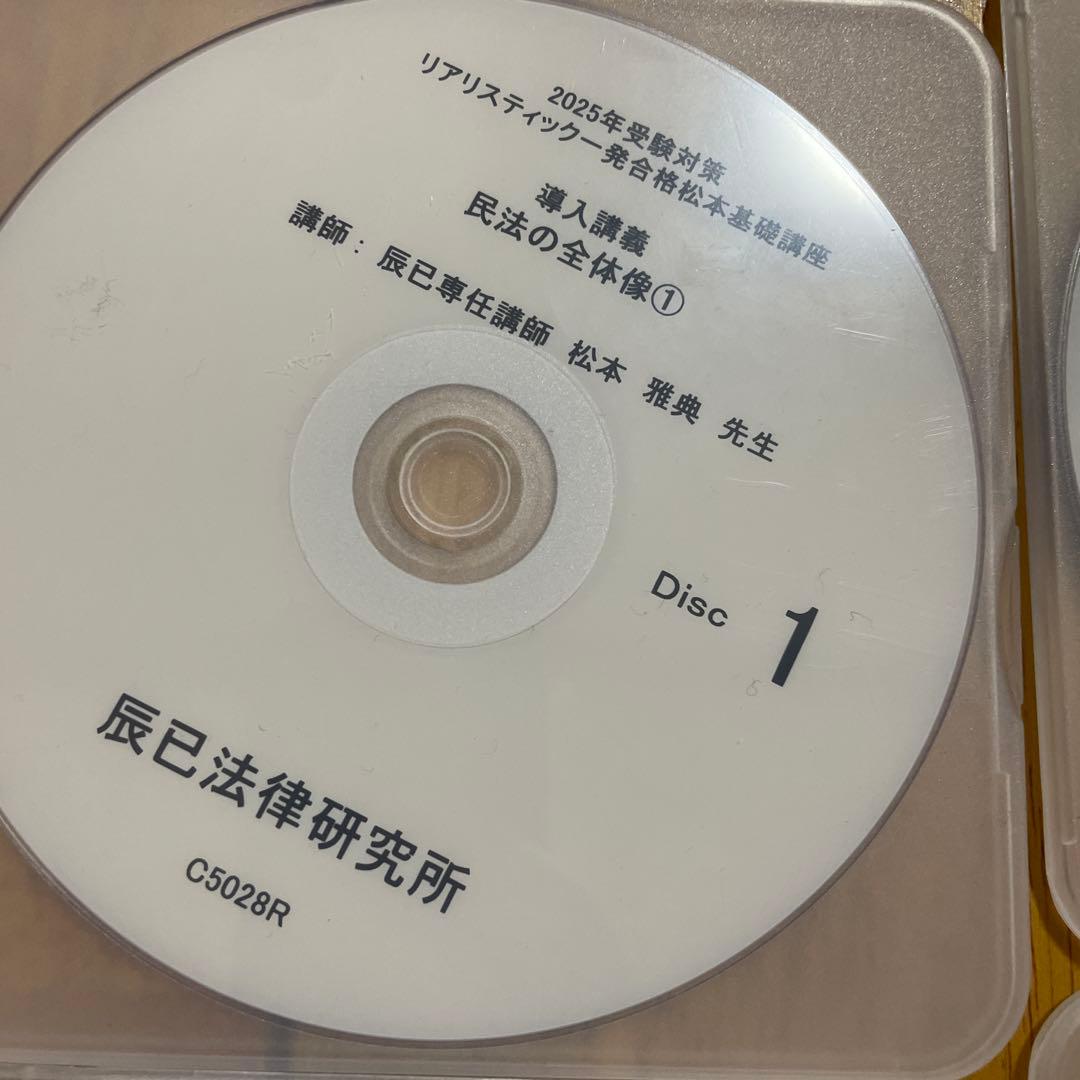 2025年受験対策
リアリスティック一発合格松本基礎講座
導入講義
民法の全体像①
講師：辰已専任講師 松本 雅典 先生
Disc 1
辰已法律研究所
C5028R